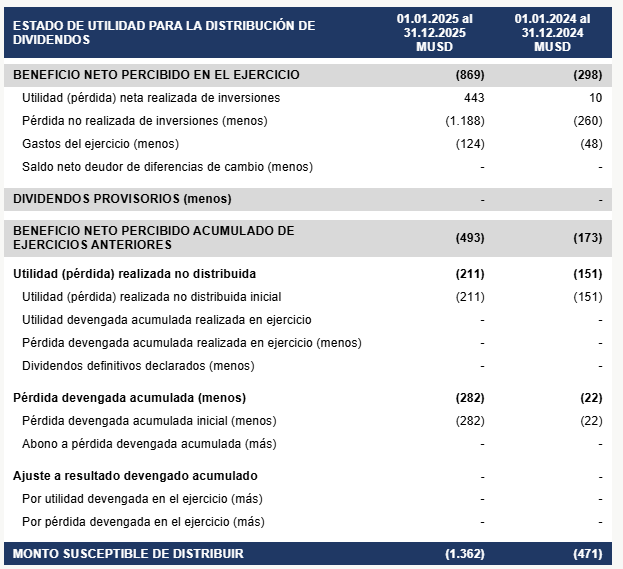 ESTADO DE UTILIDAD PARA LA DISTRIBUCIÓN DE DIVIDENDOS 01.01.2025 al 31.12.2025 MUSD 01.01.2024 al 31.12.2024 MUSD
BENEFICIO NETO PERCIBIDO EN EL EJERCICIO (869) (298)
Utilidad (pérdida) neta realizada de inversiones 443 10
Pérdida no realizada de inversiones (menos) (1.188) (260)
Gastos del ejercicio (menos) (124) (48)
Saldo neto deudor de diferencias de cambio (menos) - -
DIVIDENDOS PROVISORIOS (menos) - -
BENEFICIO NETO PERCIBIDO ACUMULADO DE EJERCICIOS ANTERIORES (493) (173)
Utilidad (pérdida) realizada no distribuida (211) (151)
Utilidad (pérdida) realizada no distribuida inicial (211) (151)
Utilidad devengada acumulada realizada en ejercicio - -
Pérdida devengada acumulada realizada en ejercicio (menos) - -
Dividendos definitivos declarados (menos) - -
Pérdida devengada acumulada (menos) (282) (22)
Pérdida devengada acumulada inicial (menos) (282) (22)
Abono a pérdida devengada acumulada (más) - -
Ajuste a resultado devengado acumulado - -
Por utilidad devengada en el ejercicio (más) - -
Por pérdida devengada en el ejercicio (más) - -
MONTO SUSCEPTIBLE DE DISTRIBUIR (1.362) (471)